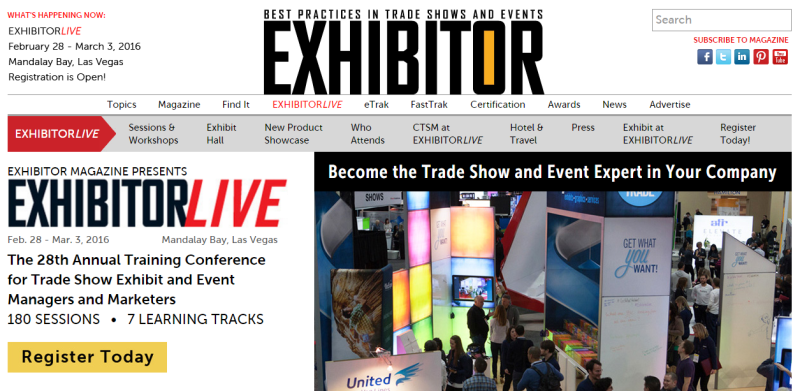 WHAT'S HAPPENING NOW:
EXHIBITORLIVE
February 28 - March 3, 2016
Mandalay Bay, Las Vegas
Registration is Open!
BEST PRACTICES IN TRADE SHOWS AND EVENTS
EXHIBITOR
Search
SUBSCRIBE TO MAGAZINE
Topics Magazine Find It EXHIBITORLIVE eTrak FastTrak Certification Awards News Advertise
EXHIBITORLIVE
Sessions &
Workshops
Exhibit
Hall
New Product
Showcase
Who
Attends
CTSM at
EXHIBITORLIVE
Hotel &
Travel
Press
Exhibit at
EXHIBITORLIVE
Register
Today!
EXHIBITOR MAGAZINE PRESENTS
EXHIBITORLIVE
Feb. 28 - Mar. 3, 2016 Mandalay Bay, Las Vegas
The 28th Annual Training Conference
for Trade Show Exhibit and Event
Managers and Marketers
180 SESSIONS • 7 LEARNING TRACKS
Register Today
Become the Trade Show and Event Expert in Your Company
SHOWS
TRADE
GET WHAT
you
WANT!
GET WHAT
you
WANT!
United